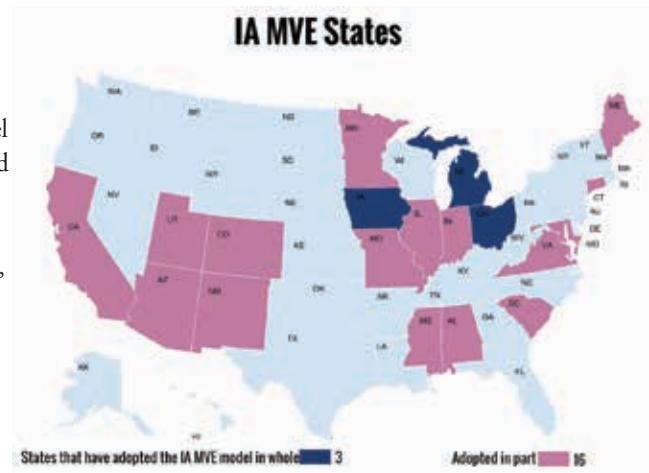 IA MVE States
el
d
,
WA
MT
ND
MN
ME
OR
ID
SD
WI
VT
NY
WY
MI
MA
RI
CT
NV
NE
IA
PA
NJ
IL
IN
OH
DE
CA
UT
CO
MO
WV
MD
KS
VA
KY
AZ
NM
OK
AR
TN
NC
SC
MS
AL
GA
TX
LA
AK
FL
States that have adopted the IA MVE model in whole 3
Adopted in part 16